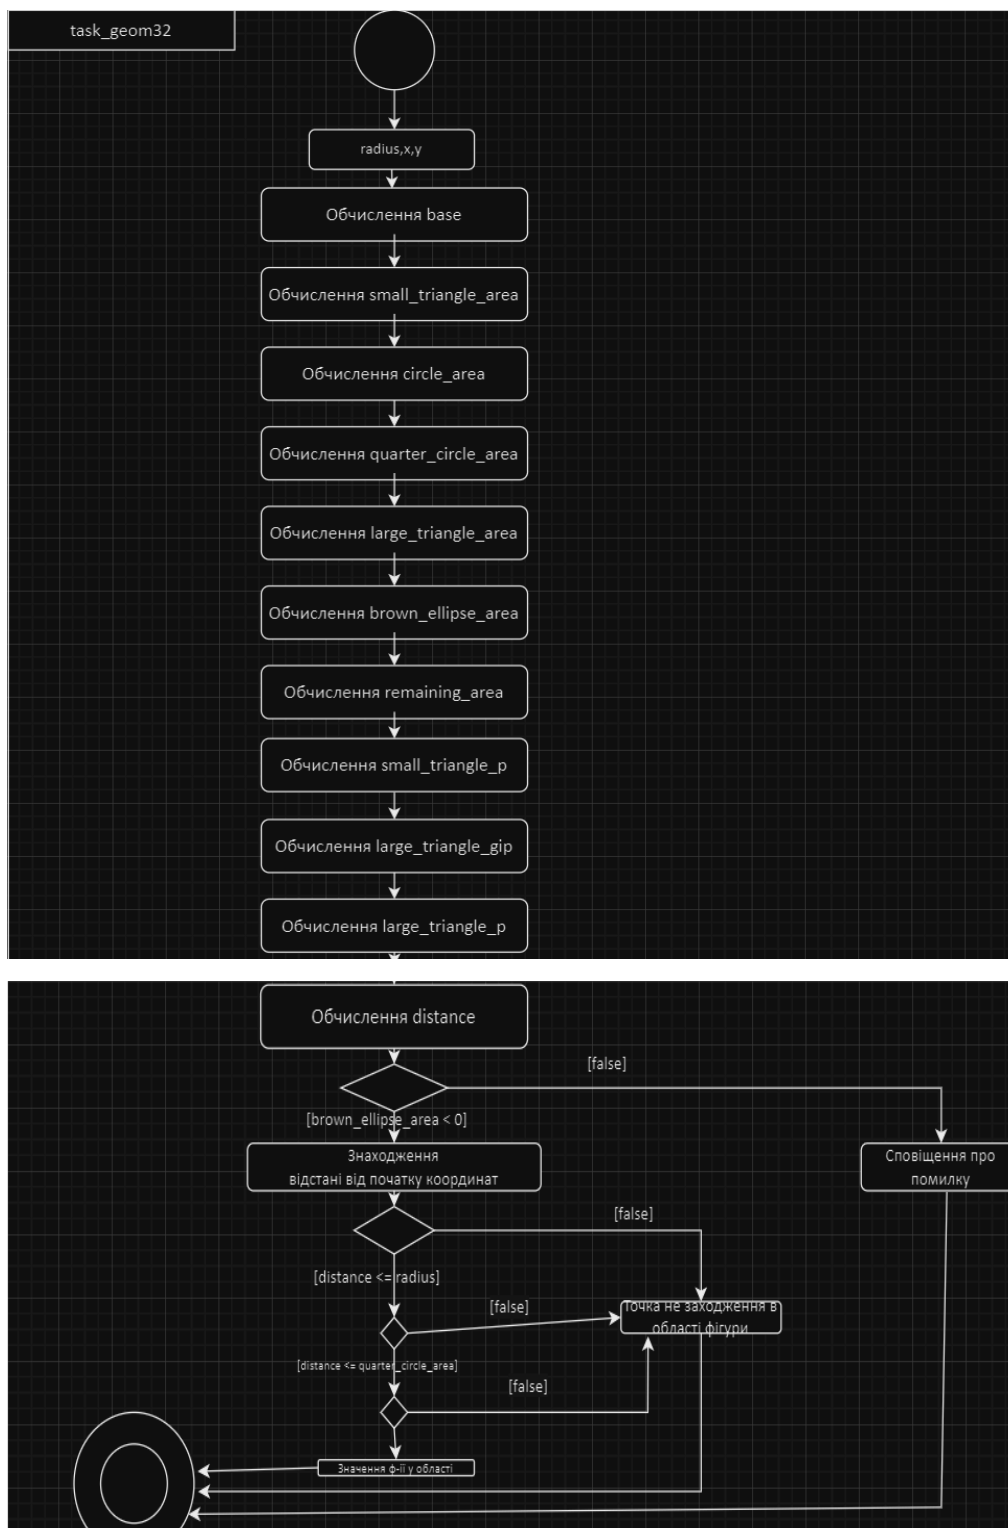 task_geom32
radius,x,y
Обчислення base
Обчислення small_triangle_area
Обчислення circle_area
Обчислення quarter_circle_area
Обчислення large_triangle_area
Обчислення brown_ellipse_area
Обчислення remaining_area
Обчислення small_triangle_p
Обчислення large_triangle_gip
Обчислення large_triangle_p
Обчислення distance
[false]
[brown_ellipse_area < 0]
Знаходження
відстані від початку координат
Сповіщення про
помилку
[false]
[distance <= radius]
[false]
Точка не заходження в
області фігури
[distance <= quarter_circle_area]
[false]
Значення ф-ії у області